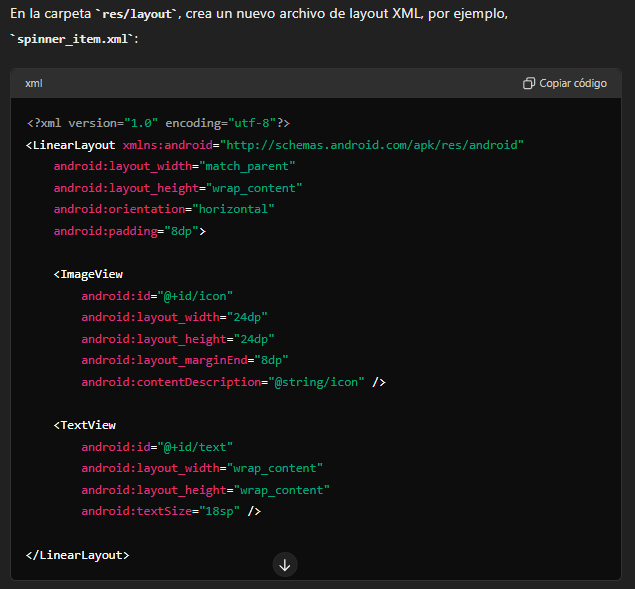 En la carpeta `res/layout`, crea un nuevo archivo de layout XML, por ejemplo,
`spinner_item.xml`:
xml
Copiar código
<?xml version="1.0" encoding="utf-8"?>
<LinearLayout xmlns:android="http://schemas.android.com/apk/res/android"
    android:layout_width="match_parent"
    android:layout_height="wrap_content"
    android:orientation="horizontal"
    android:padding="8dp">
    <ImageView
        android:id="@+id/icon"
        android:layout_width="24dp"
        android:layout_height="24dp"
        android:layout_marginEnd="8dp"
        android:contentDescription="@string/icon" />
    <TextView
        android:id="@+id/text"
        android:layout_width="wrap_content"
        android:layout_height="wrap_content"
        android:textSize="18sp" />
</LinearLayout>